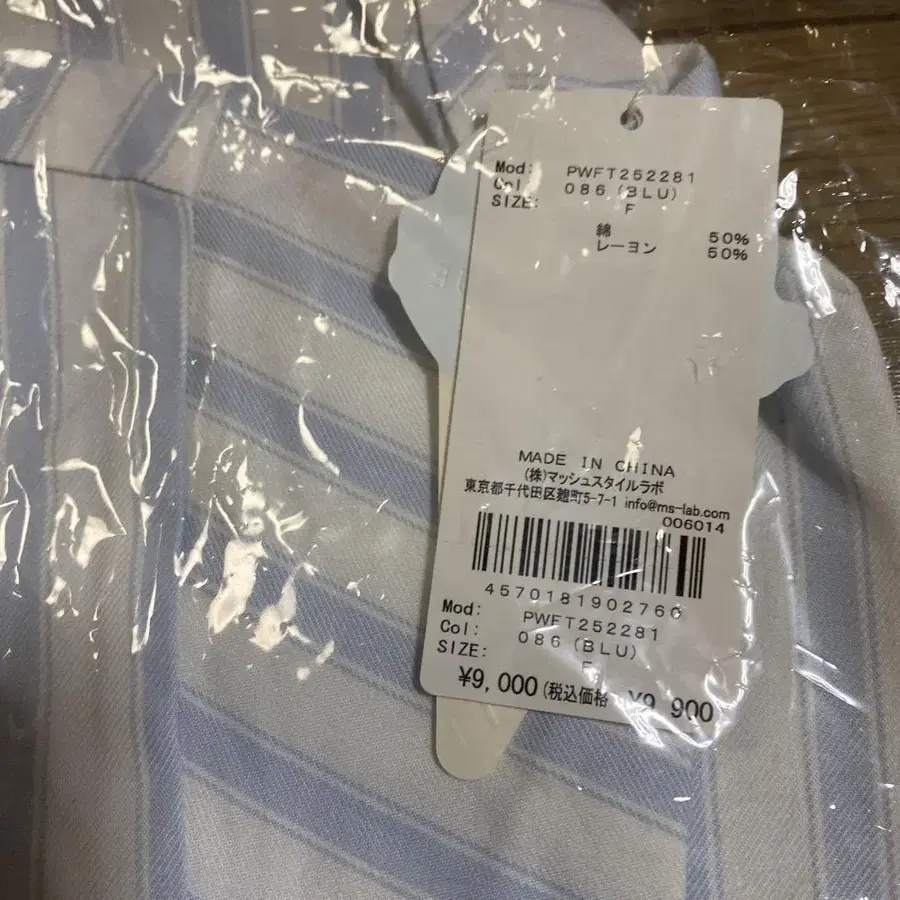 Mod: PWFT252281
Col 086 (BLU)
SIZE: F
綿 50%
レーヨン 50%
MADE IN CHINA
(株)マッシュスタイルラボ
東京都千代田区麹町5-7-1 info@ms-lab.com
006014
4570181902760
Mod: PWFT252281
Col: 086 (BLU)
SIZE: F
¥9,000(税込価格 ¥9 900